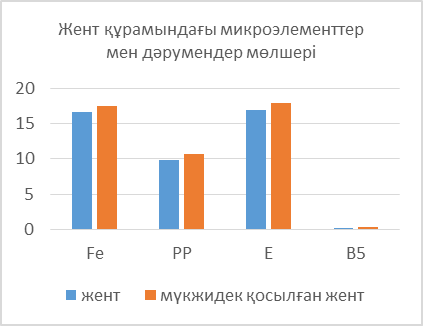 Жент құрамындағы микроэлементтер
мен дәрумендер мөлшері
20
15
10
5
0
Fe
PP
E
B5
жент
мүкжидек қосылған жент